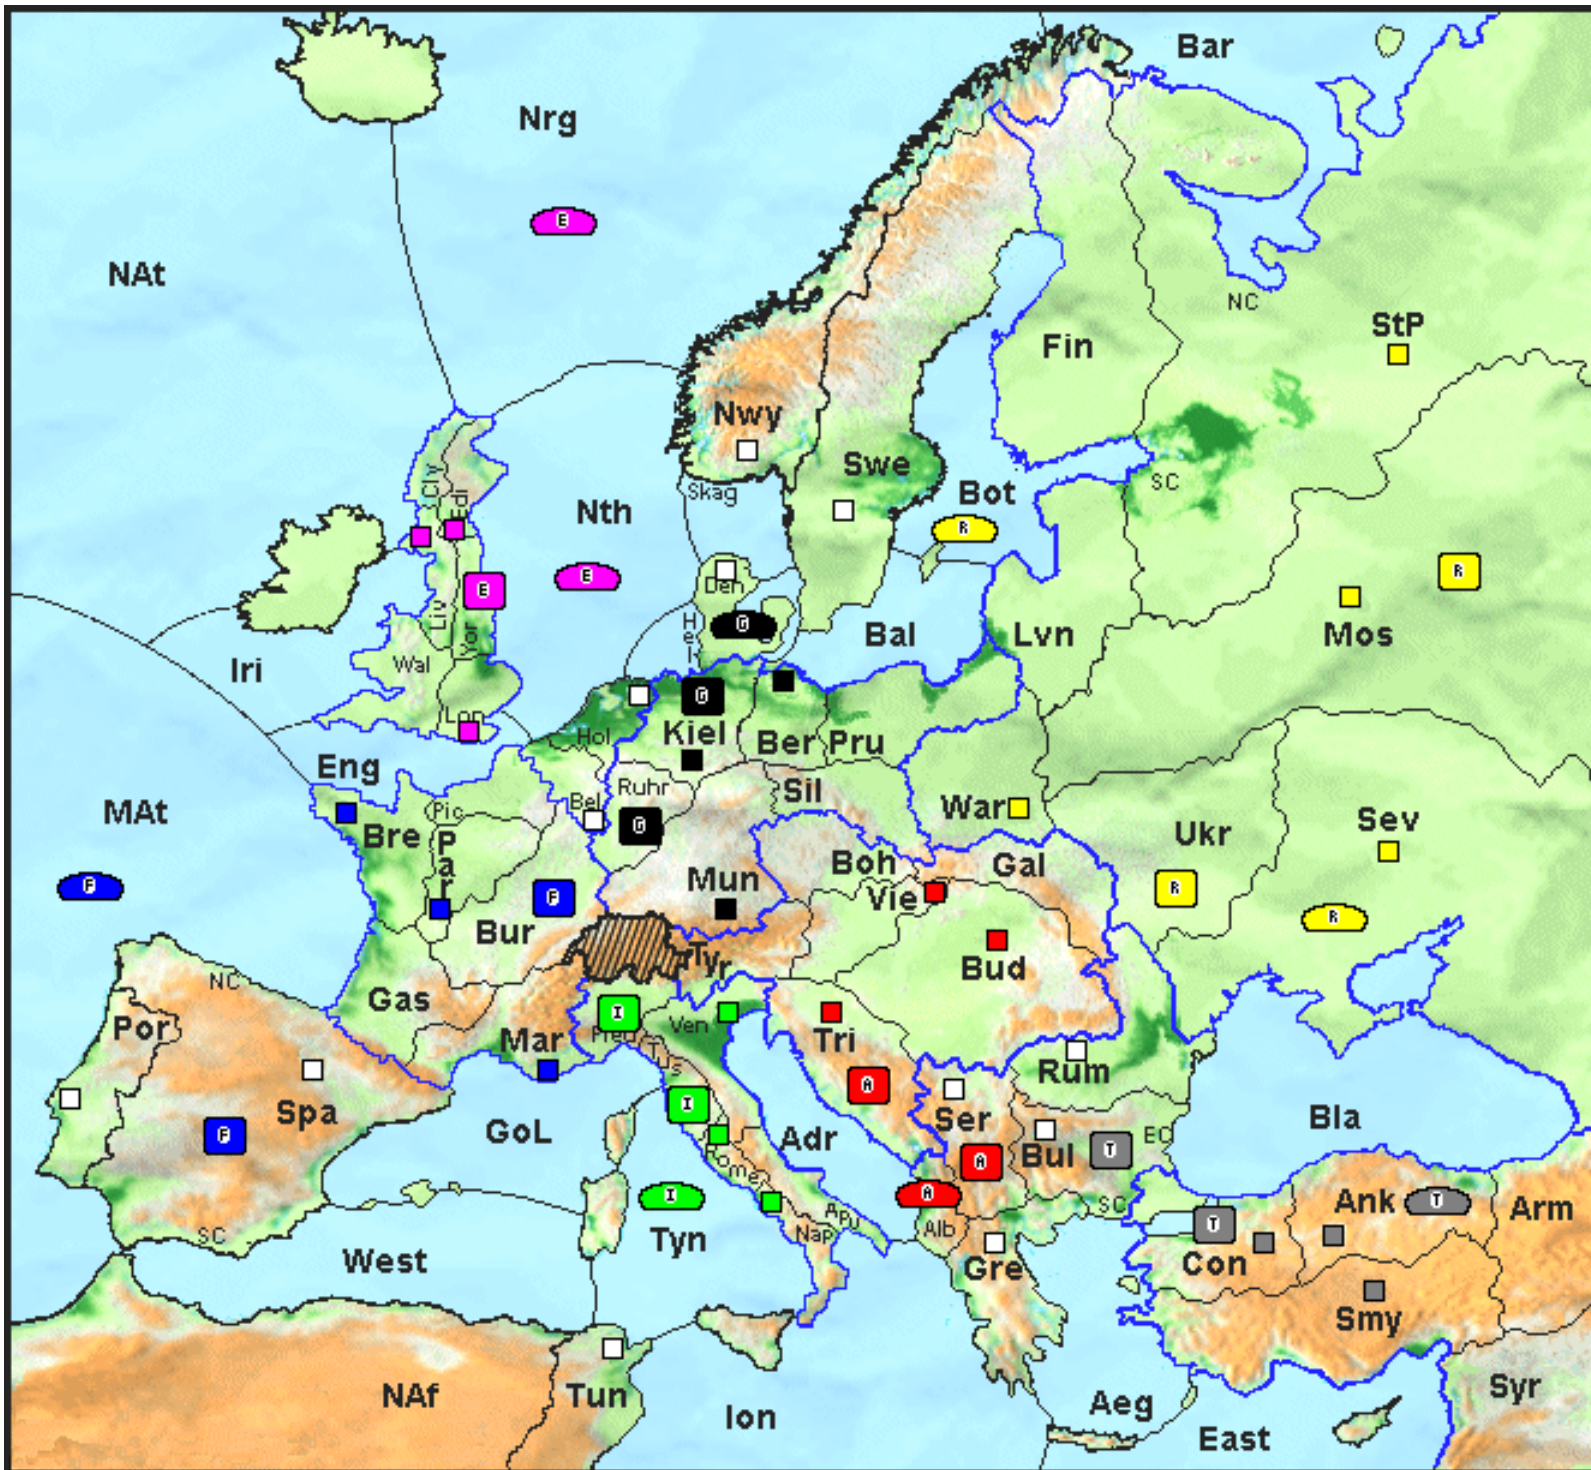 Bar
Nrg
E
NAt
NC
StP
Fin
Nwy
Swe
Skag
SC
Bot
R
Cly
Edi
Nth
E
E
R
Den
G
Hel
Bal
Lvn
Mos
Liv
Yor
Wal
Iri
G
Lon
Hol
Kiel
Ber
Pru
Eng
Ruhr
Sil
Bel
War
MAt
Pic
Bre
Par
G
Ukr
Sev
Boh
Gal
Mun
Vie
F
F
R
R
Bur
Tyr
Bud
NC
Gas
Por
I
Pied
Ven
Mar
Tri
Tus
Rum
A
Spa
I
Ser
F
GoL
Adr
Bul
T
EC
Bla
Rome
A
I
A
SC
Ank
T
Arm
Apu
Nap
Alb
T
SC
West
Tyn
Gre
Con
Smy
NAf
Tun
Ion
Aeg
East
Syr